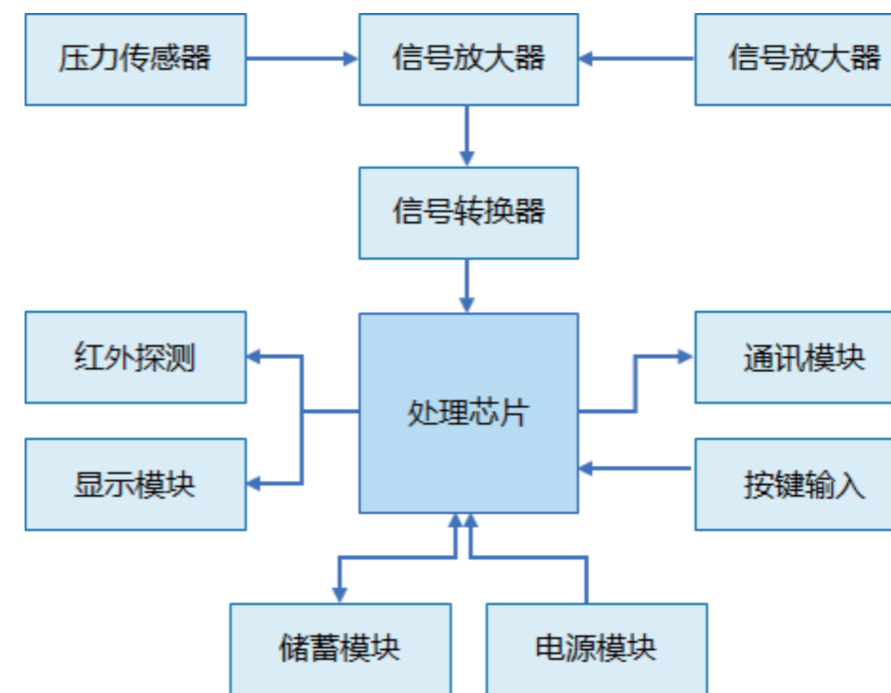 压力传感器
信号放大器
信号放大器
信号转换器
红外探测
处理芯片
通讯模块
显示模块
按键输入
储蓄模块
电源模块